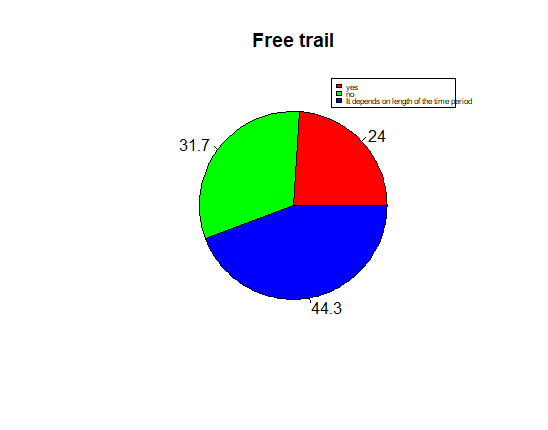 Free trail
yes
no
It depends on length of the time period
24
31.7
44.3